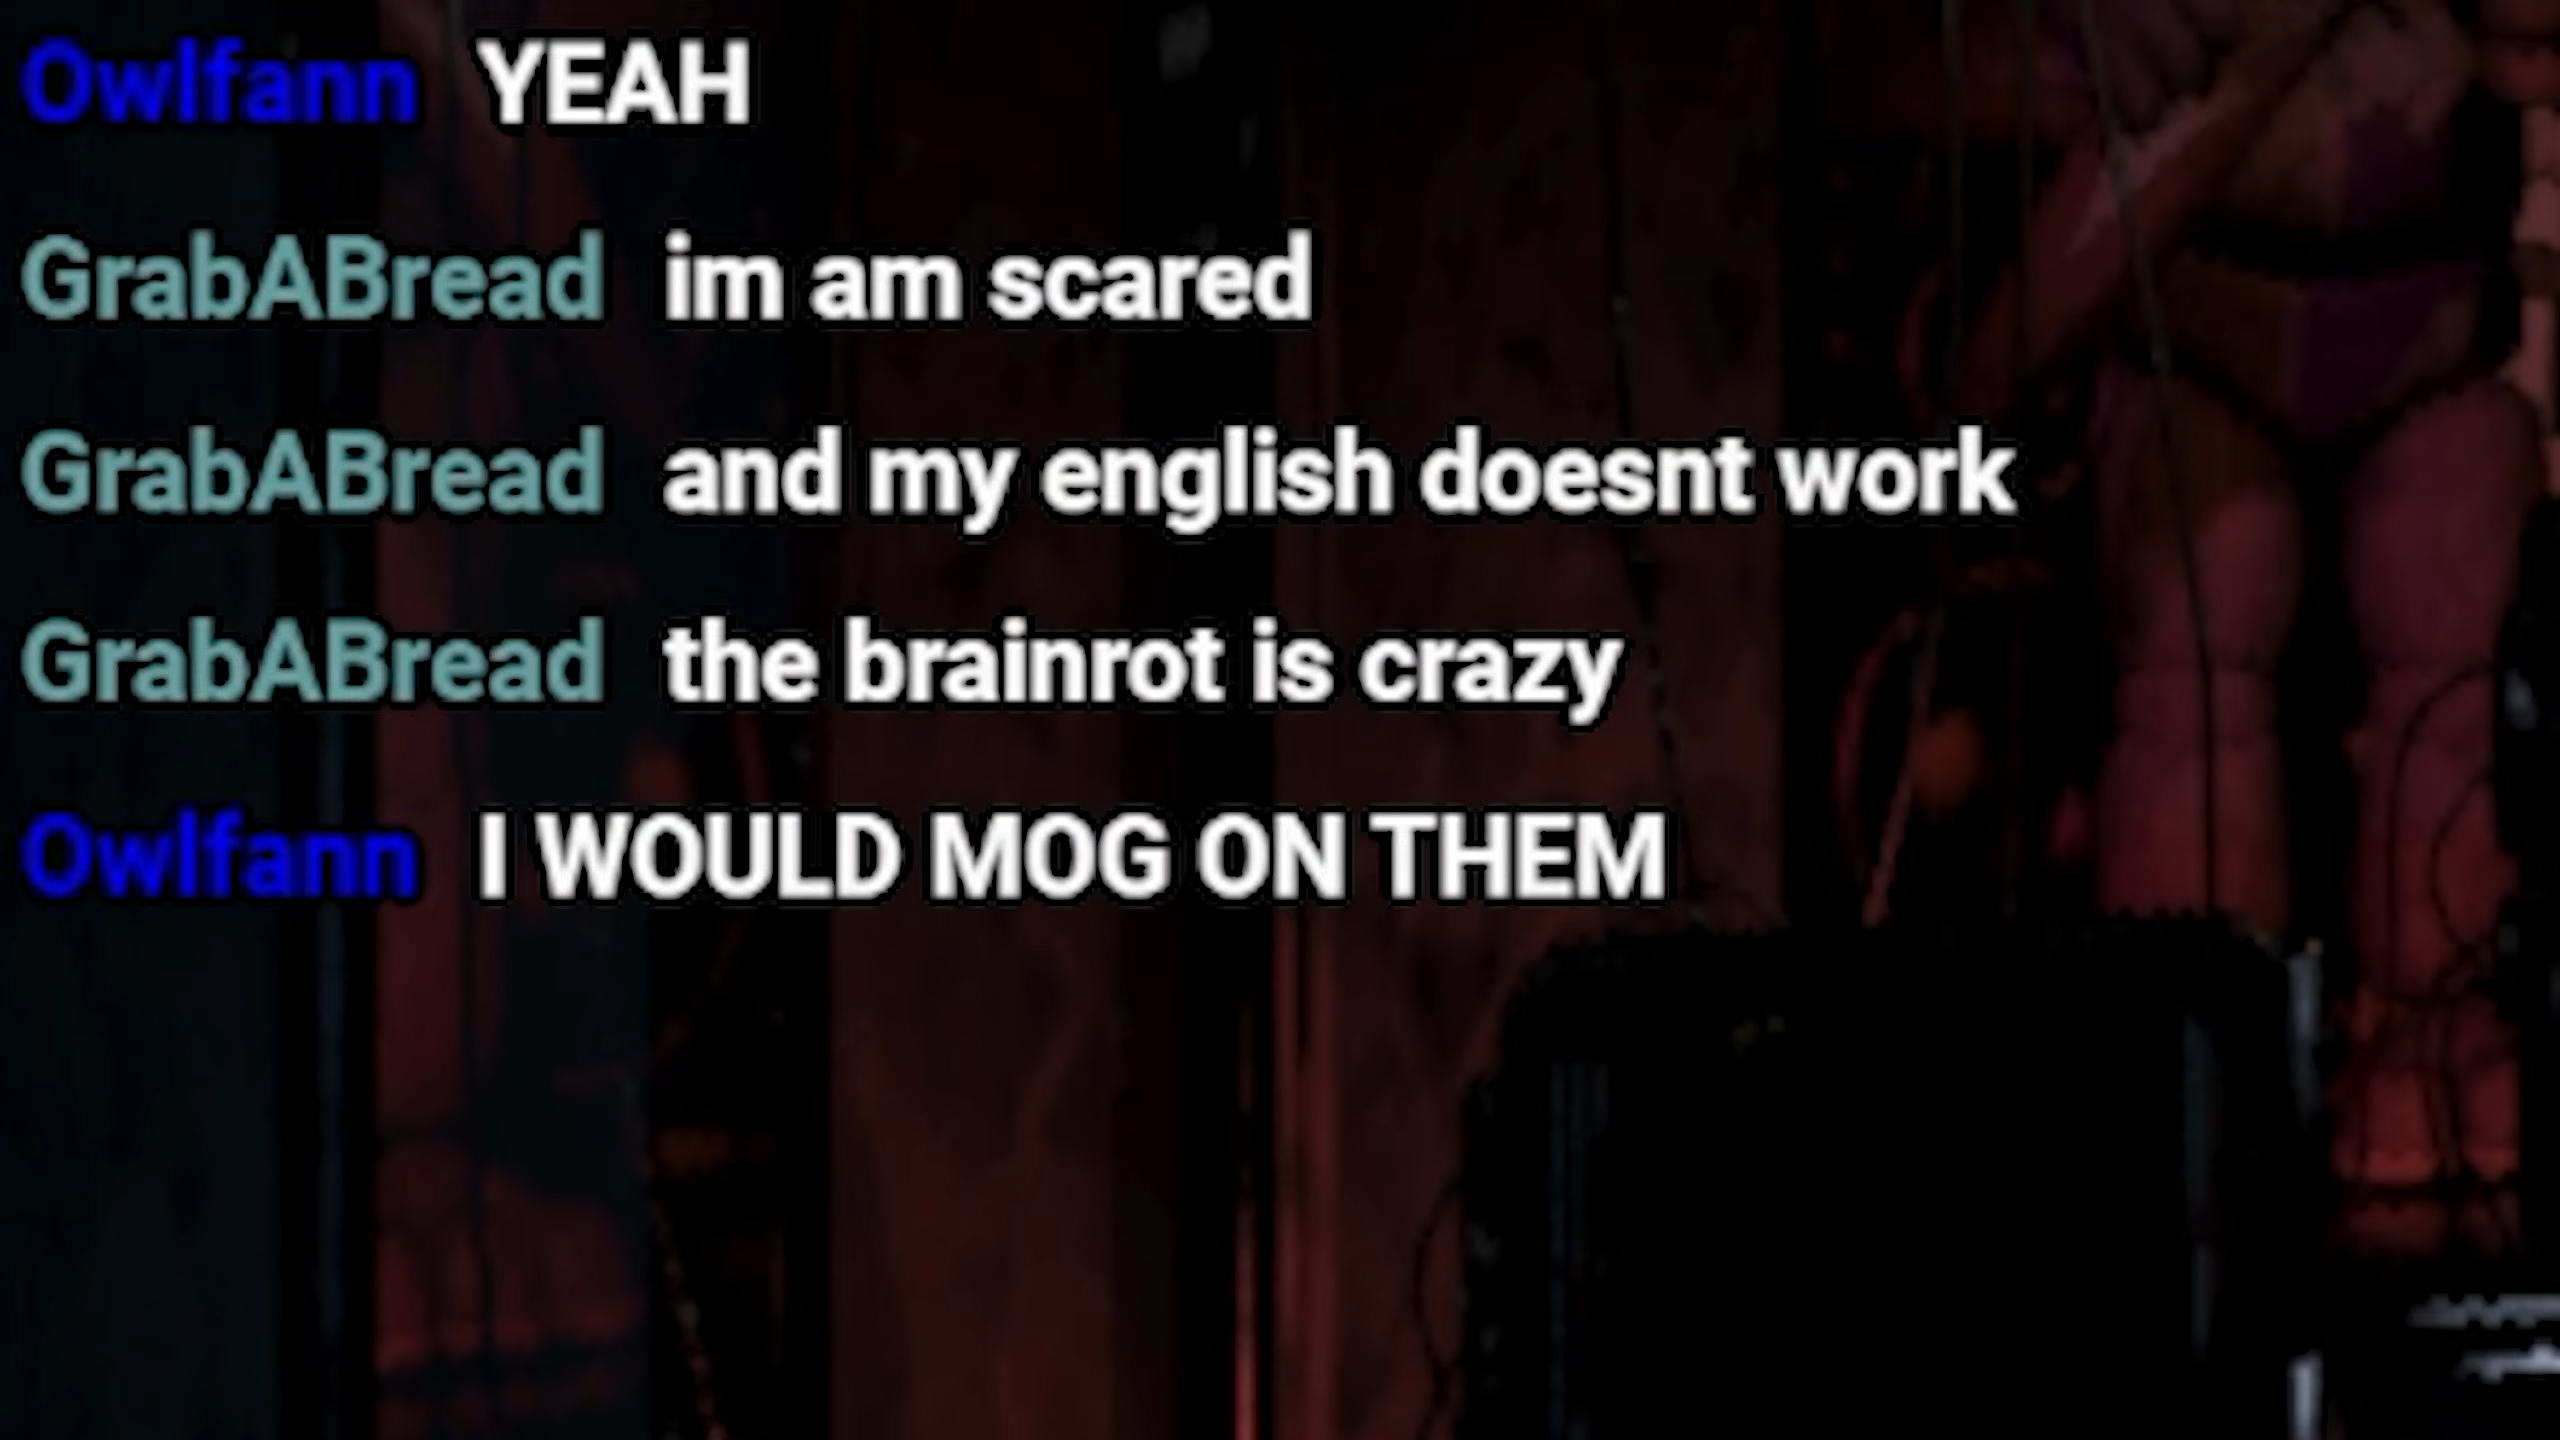 Owlfann YEAH
GrabABread im am scared
GrabABread and my english doesnt work
GrabABread the brainrot is crazy
Owlfann I WOULD MOG ON THEM